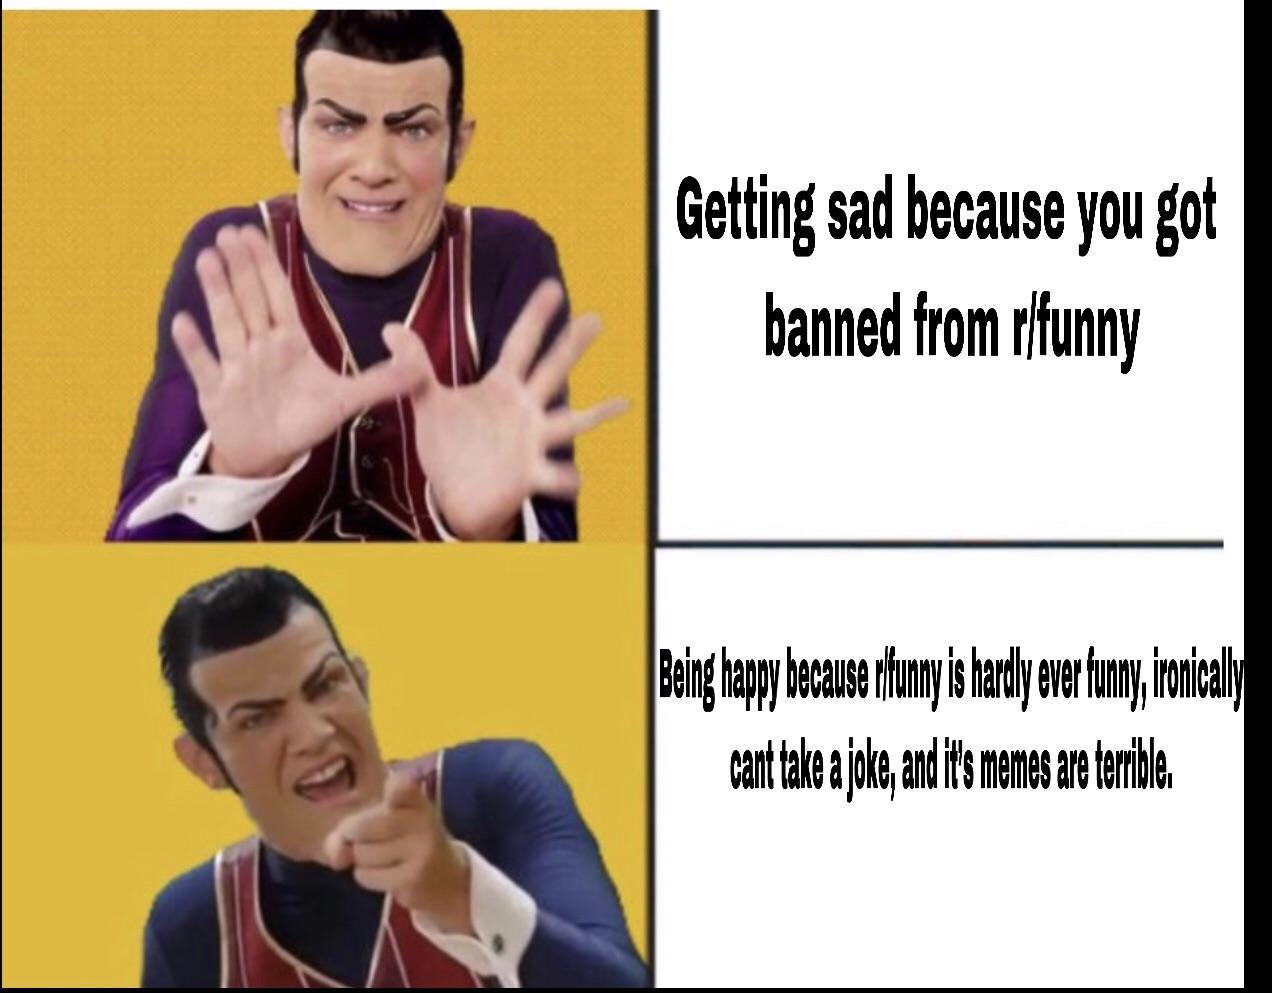 Getting sad because you got
banned from r/funny
Being happy because r/funny is hardly ever funny, ironically
cant take a joke, and it's memes are terrible.